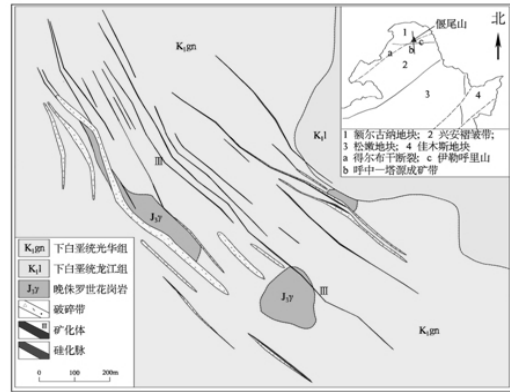 K₁gn
Ⅲ
J₃γ
K₁l
Ⅲ
J₃γ
K₁gn
北
偃尾山
1
a
b
c
2
3
4
1 额尔古纳地块; 2 兴安褶皱带;
3 松嫩地块; 4 佳木斯地块
a 得尔布干断裂; c 伊勒呼里山
b 呼中—塔源成矿带
K₁gn 下白垩统光华组
K₁l 下白垩统龙江组
J₃γ 晚侏罗世花岗岩
破碎带
Ⅲ 矿化体
硅化脉
0 100 200m